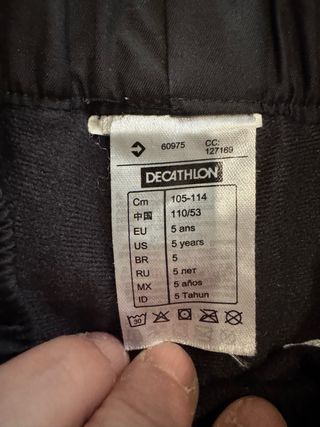 60975 CC:
127169
DECATHLON
Cm 105-114
中国 110/53
EU 5 ans
US 5 years
BR 5
RU 5 лет
MX 5 años
ID 5 Tahun
30